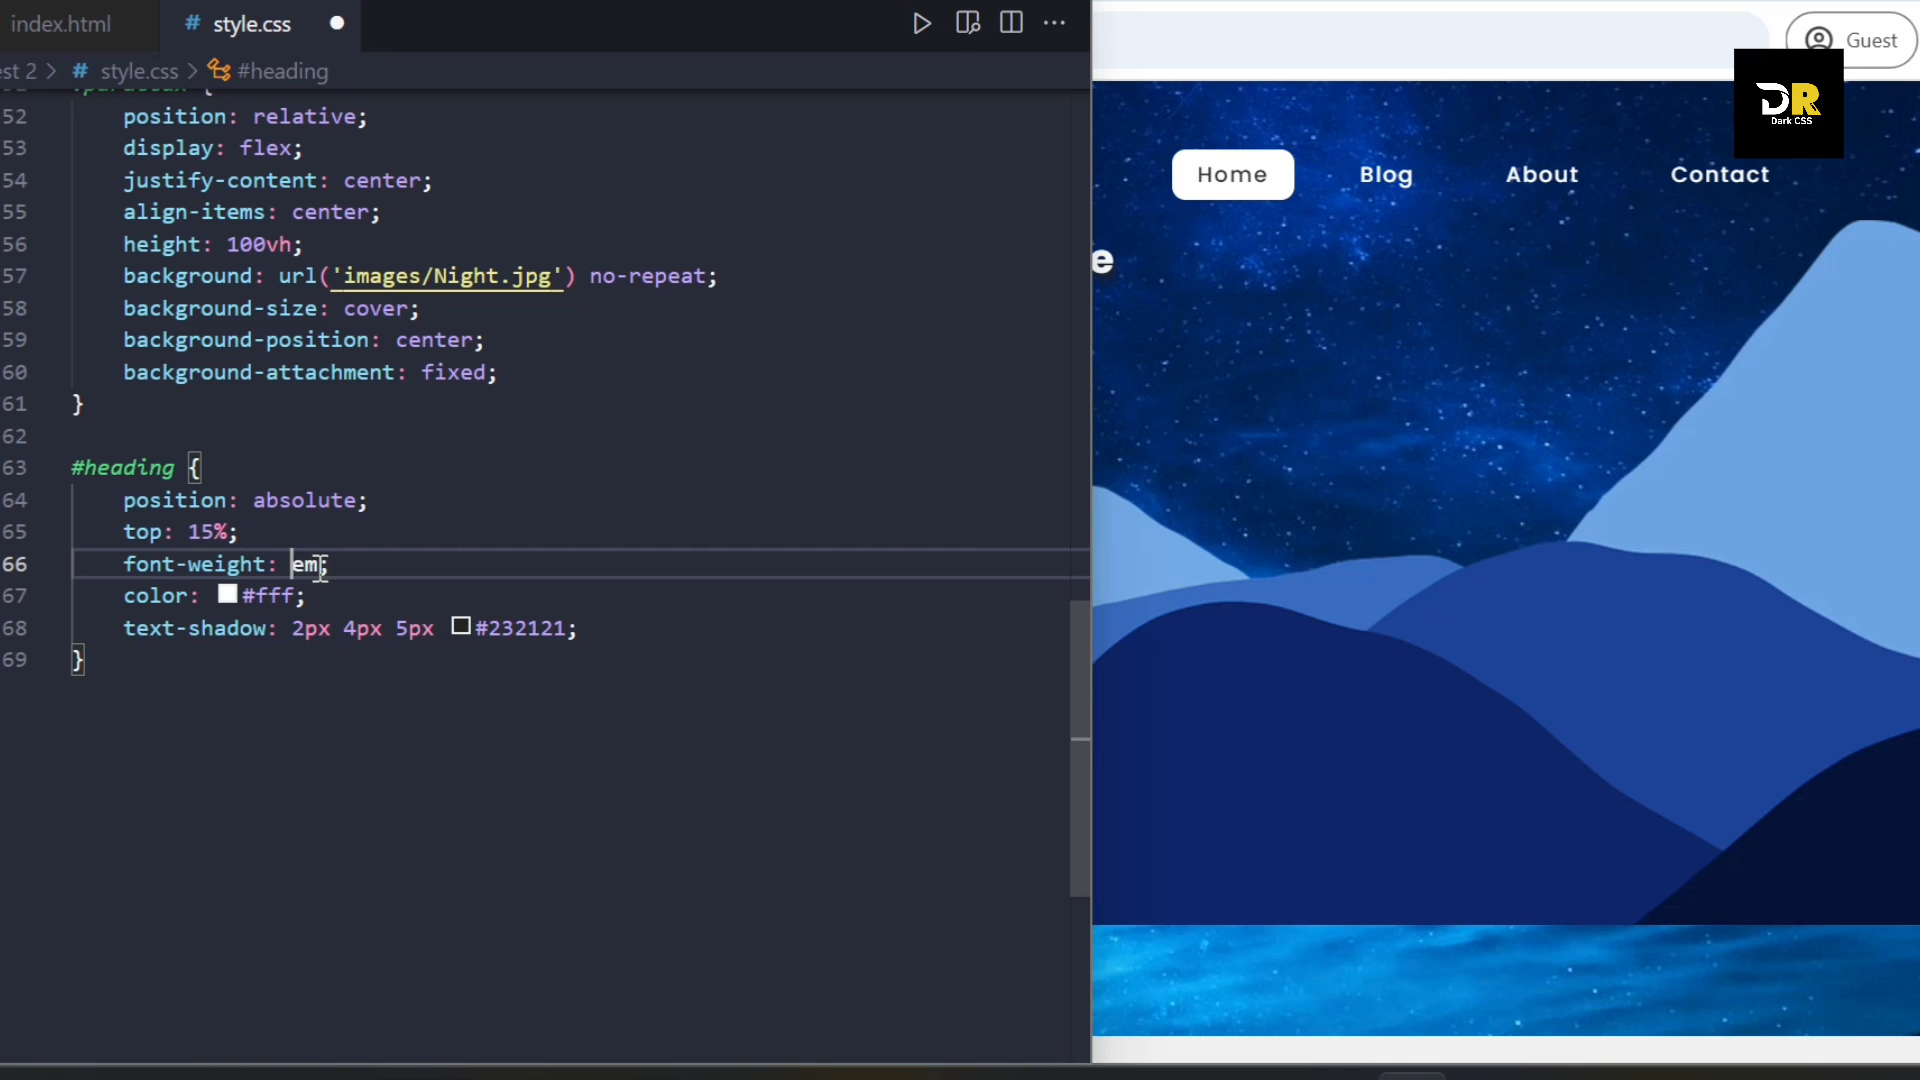 index.html
# style.css
est 2 > # style.css > #heading
52 position: relative;
53 display: flex;
54 justify-content: center;
55 align-items: center;
56 height: 100vh;
57 background: url('images/Night.jpg') no-repeat;
58 background-size: cover;
59 background-position: center;
60 background-attachment: fixed;
61 }
62
63 #heading {
64 position: absolute;
65 top: 15%;
66 font-weight: em;
67 color: #fff;
68 text-shadow: 2px 4px 5px #232121;
69 }
Guest
DR
Dark CSS
Home Blog About Contact
e